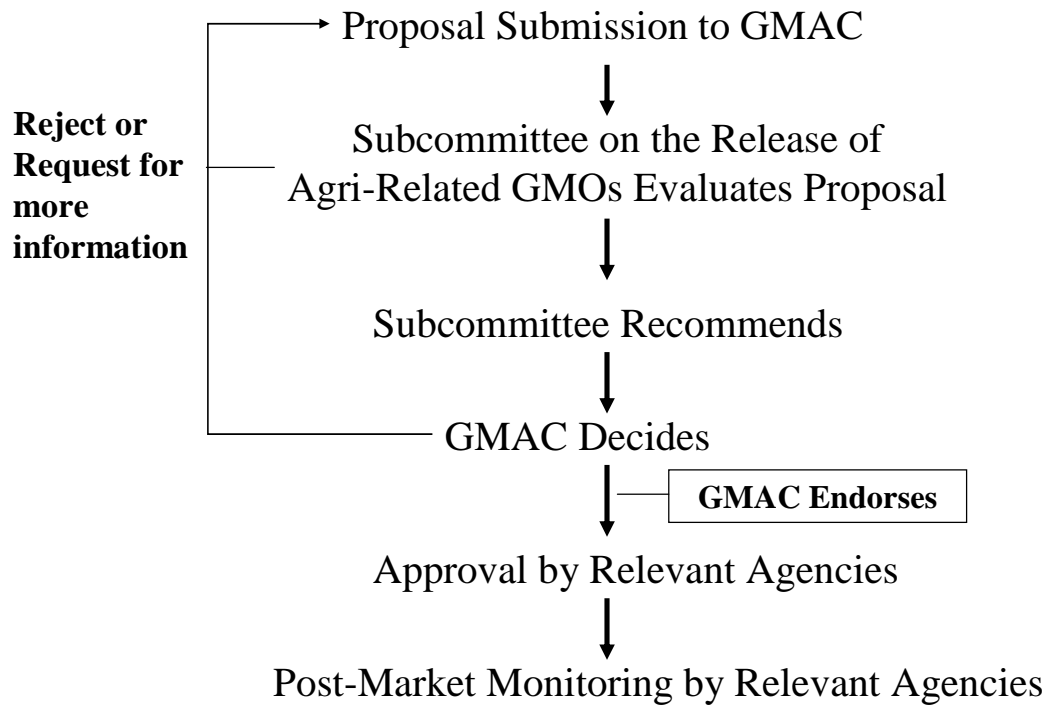 Proposal Submission to GMAC
Reject or
Request for
more
information
Subcommittee on the Release of
Agri-Related GMOs Evaluates Proposal
Subcommittee Recommends
GMAC Decides
GMAC Endorses
Approval by Relevant Agencies
Post-Market Monitoring by Relevant Agencies